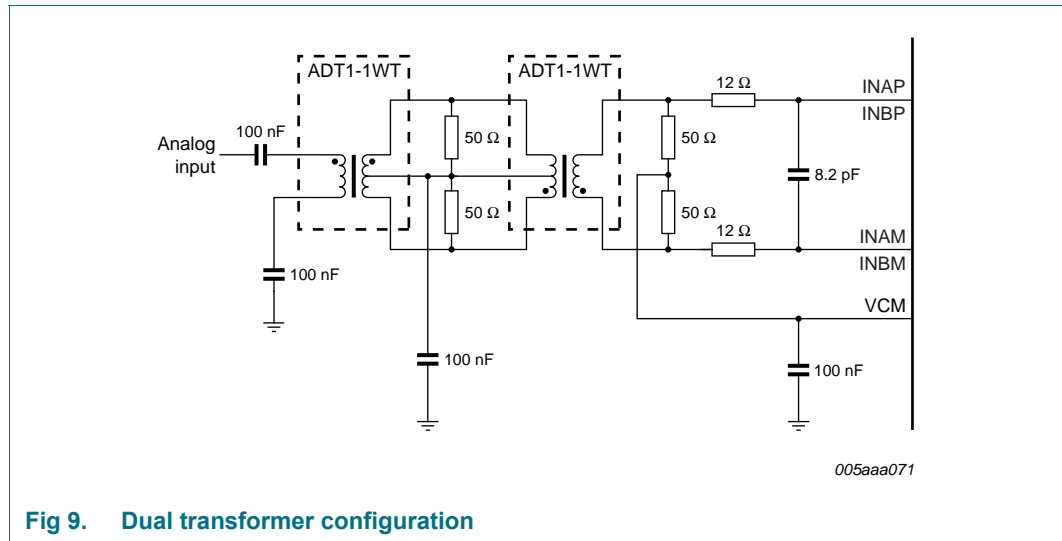 ADT1-1WT
ADT1-1WT
12 Ω
INAP
INBP
100 nF
Analog
input
50 Ω
50 Ω
8.2 pF
50 Ω
50 Ω
12 Ω
INAM
INBM
100 nF
VCM
100 nF
100 nF
005aaa071
Fig 9. Dual transformer configuration